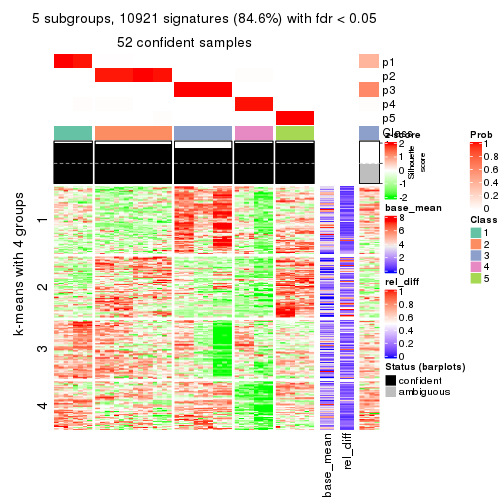 5 subgroups, 10921 signatures (84.6%) with fdr < 0.05
52 confident samples
p1
p2
p3
p4
p5
Class
k-means with 4 groups
1
2
3
4
z-score
2
1
0
-1
-2
Silhouette
score
base_mean
8
6
4
2
0
rel_diff
1
0.8
0.6
0.4
0.2
0
Status (barplots)
confident
ambiguous
Prob
1
0.8
0.6
0.4
0.2
0
Class
1
2
3
4
5
base_mean
rel_diff